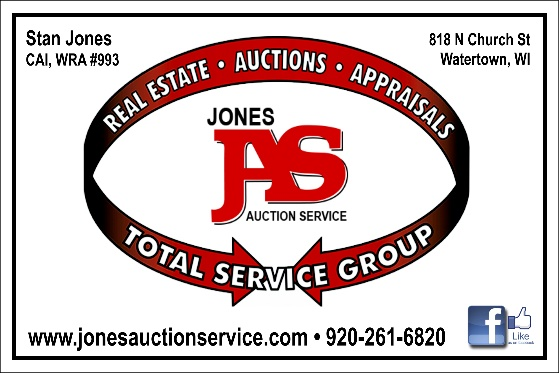 Stan Jones
CAI, WRA #993
818 N Church St
Watertown, WI
REAL ESTATE • AUCTIONS • APPRAISALS
JONES
JAS
AUCTION SERVICE
TOTAL SERVICE GROUP
www.jonesauctionservice.com • 920-261-6820
f
Like